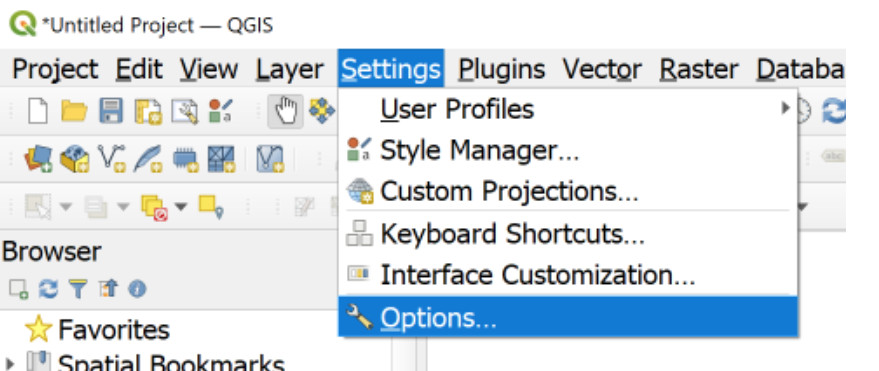 *Untitled Project — QGIS
Project Edit View Layer Settings Plugins Vector Raster Databa
User Profiles
Style Manager...
Custom Projections...
Keyboard Shortcuts...
Interface Customization...
Options...
Browser
Favorites
Spatial Bookmarks